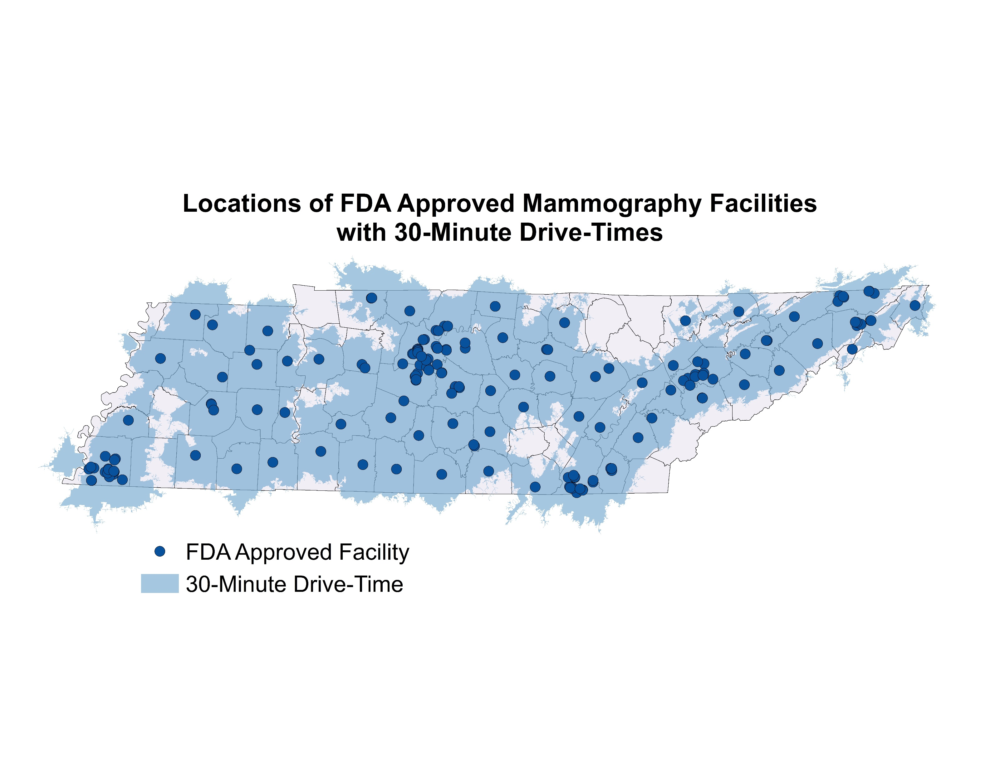 Locations of FDA Approved Mammography Facilities
with 30-Minute Drive-Times
FDA Approved Facility
30-Minute Drive-Time